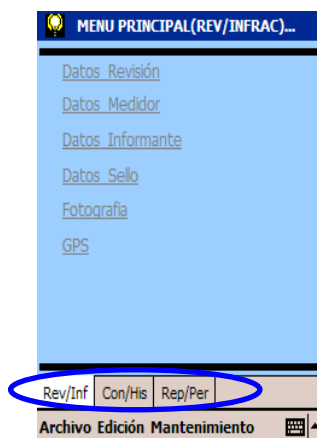 MENU PRINCIPAL(REV/INFRAC)...
Datos Revisión
Datos Medidor
Datos Informante
Datos Sello
Fotografia
GPS
Rev/Inf Con/His Rep/Per
Archivo Edición Mantenimiento